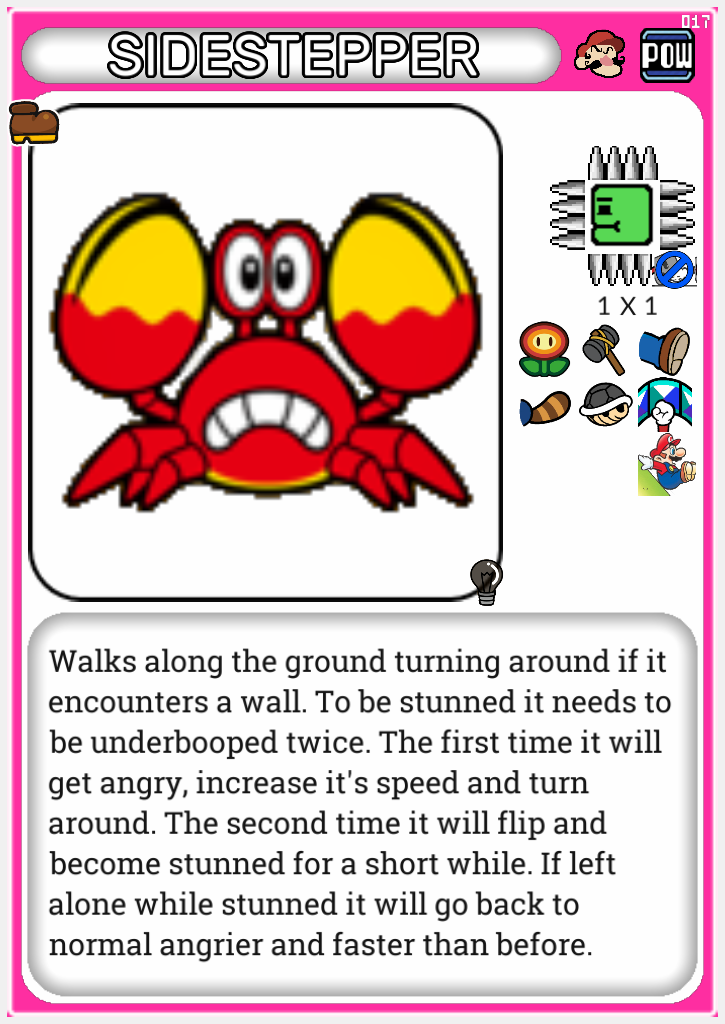 017
SIDESTEPPER
POW
1 X 1
Walks along the ground turning around if it
encounters a wall. To be stunned it needs to
be underbooped twice. The first time it will
get angry, increase it's speed and turn
around. The second time it will flip and
become stunned for a short while. If left
alone while stunned it will go back to
normal angrier and faster than before.